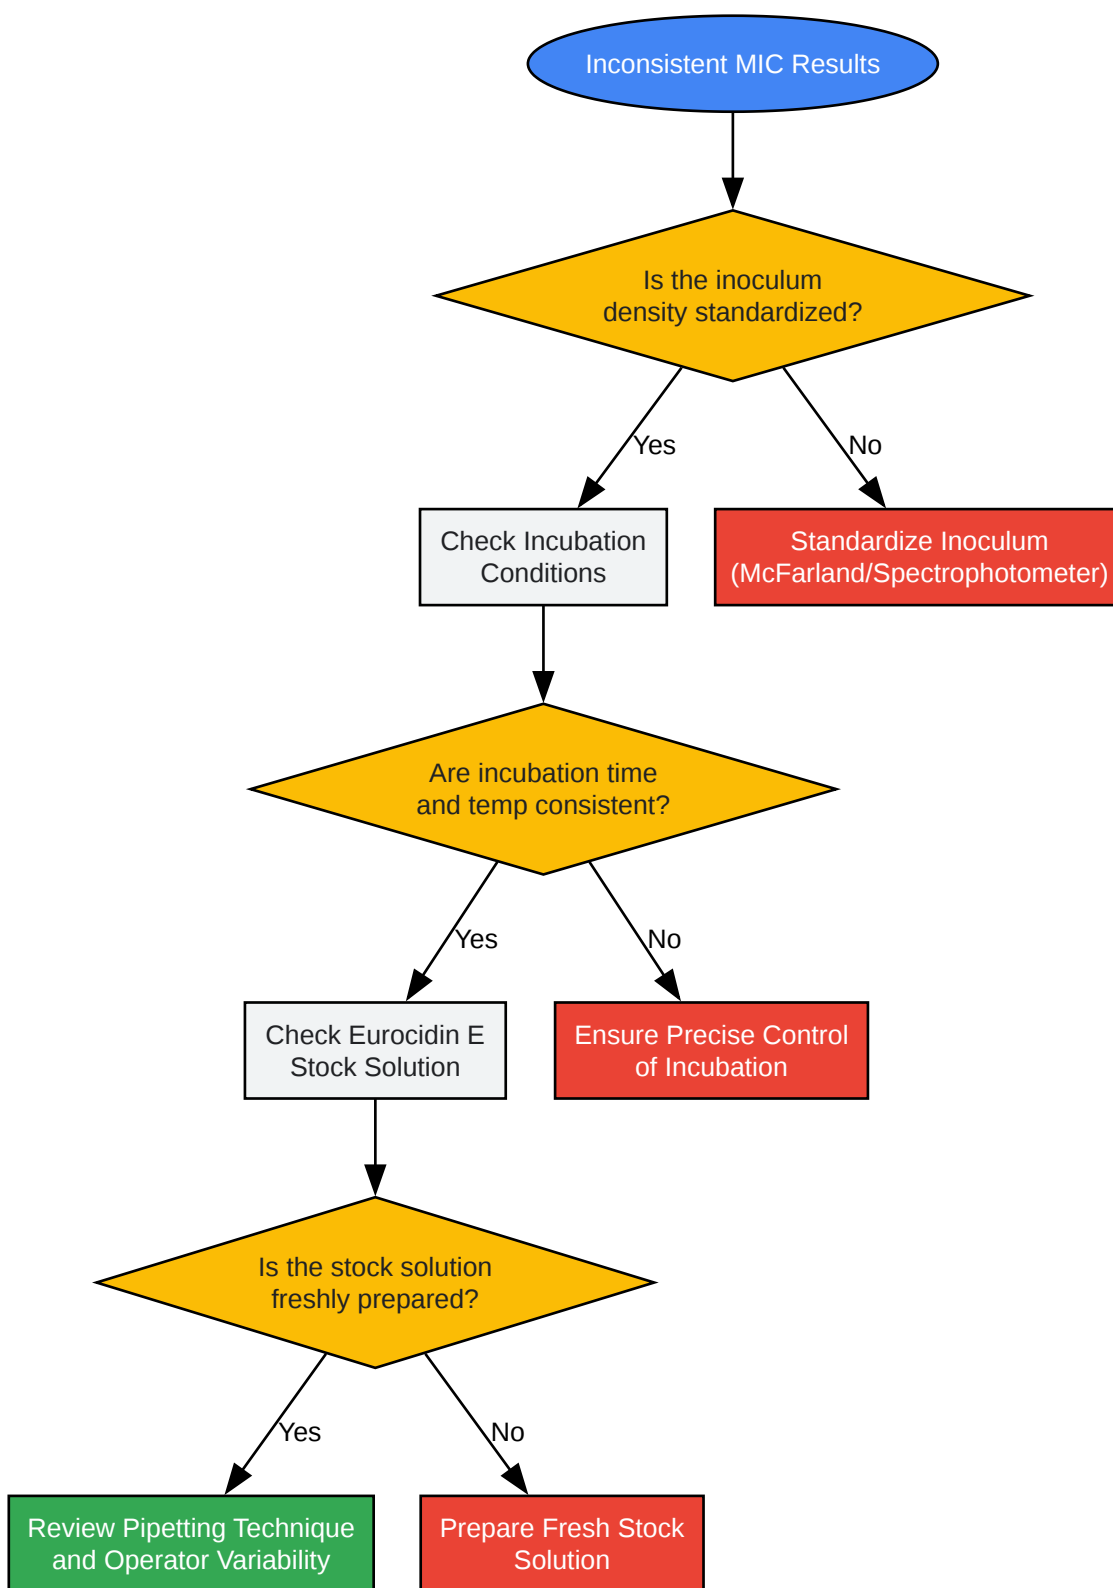 Inconsistent MIC Results
Is the inoculum
density standardized?
Yes
No
Check Incubation
Conditions
Standardize Inoculum
(McFarland/Spectrophotometer)
Are incubation time
and temp consistent?
Yes
No
Check Eurocidin E
Stock Solution
Ensure Precise Control
of Incubation
Is the stock solution
freshly prepared?
Yes
No
Review Pipetting Technique
and Operator Variability
Prepare Fresh Stock
Solution